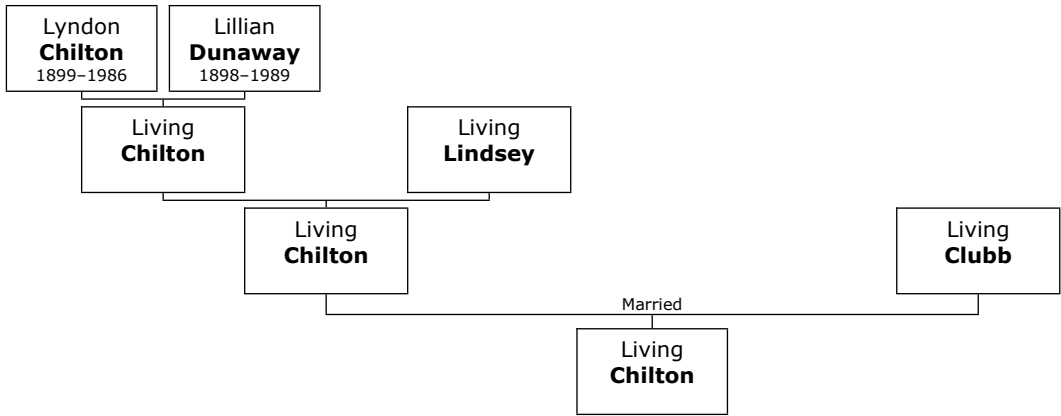 Lyndon
Chilton
1899–1986
Lillian
Dunaway
1898–1989
Living
Chilton
Living
Lindsey
Living
Chilton
Living
Clubb
Married
Living
Chilton